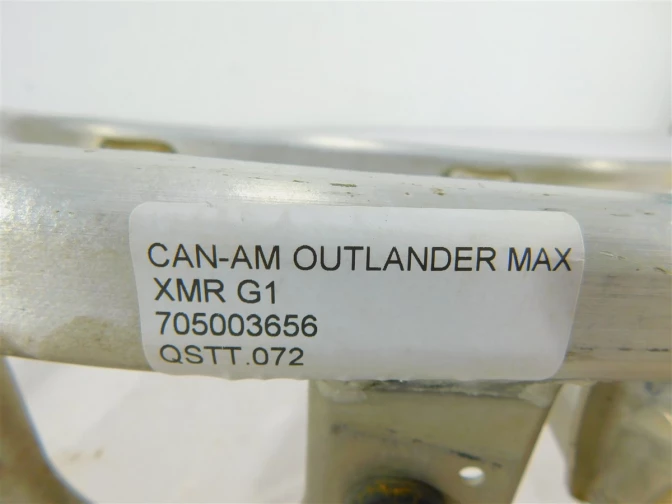 CAN-AM OUTLANDER MAX
XMR G1
705003656
QSTT.072